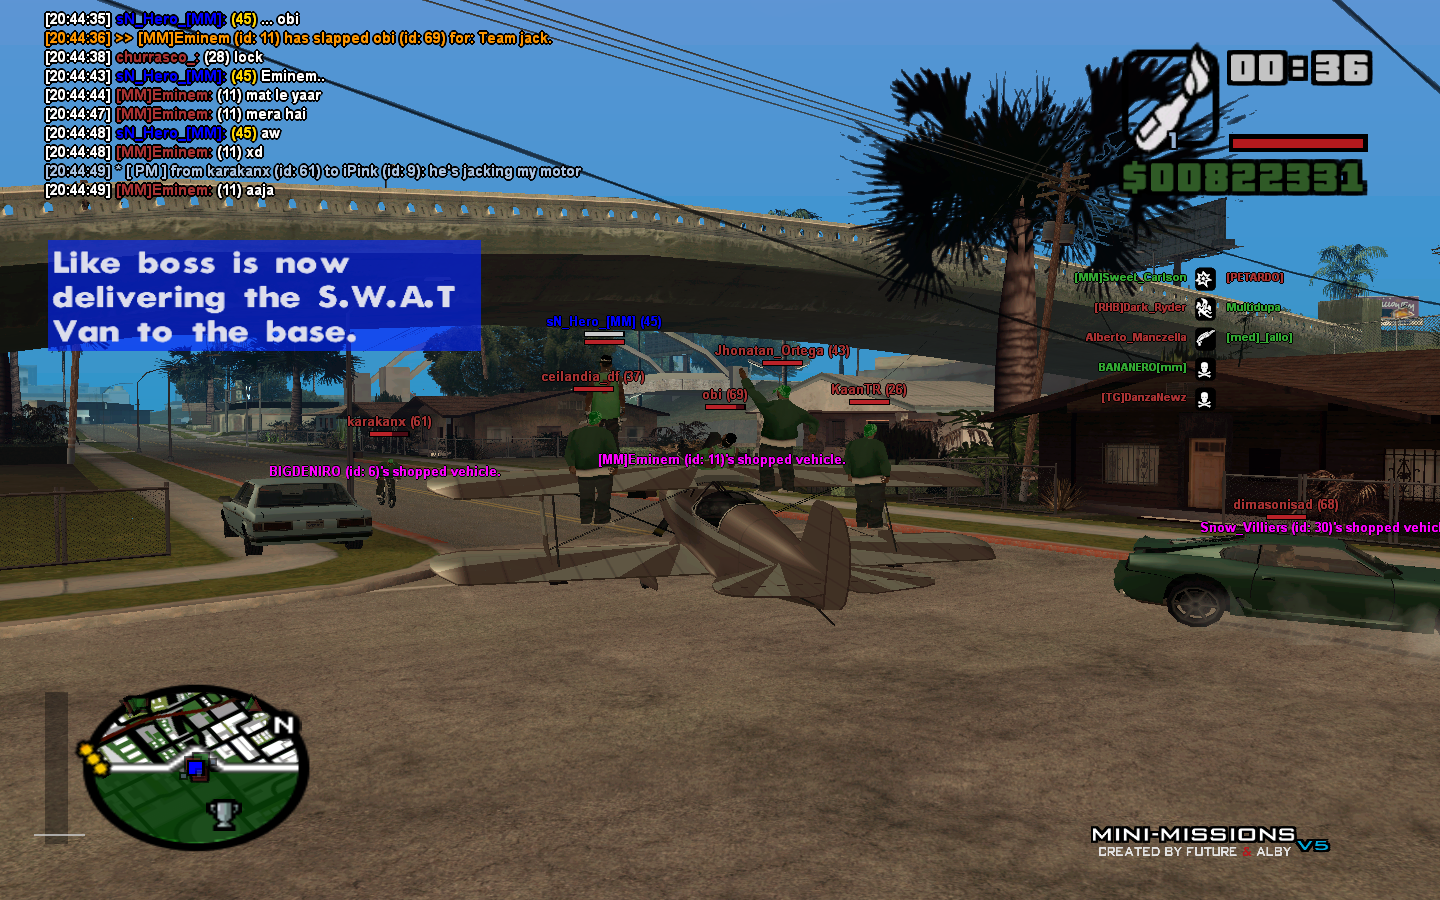 [20:44:35] sN_Hero_[MM]: (45) ... obi
[20:44:36] >> [MM]Eminem (id: 11) has slapped obi (id: 69) for: Team jack.
[20:44:38] churrasco_: (28) lock
[20:44:43] sN_Hero_[MM]: (45) Eminem..
[20:44:44] [MM]Eminem: (11) mat le yaar
[20:44:47] [MM]Eminem: (11) mera hai
[20:44:48] sN_Hero_[MM]: (45) aw
[20:44:48] [MM]Eminem: (11) xd
[20:44:49] * [ PM ] from karakanx (id: 61) to iPink (id: 9): he's jacking my motor
[20:44:49] [MM]Eminem: (11) aaja
00:36
1
$00822331
Like boss is now
delivering the S.W.A.T
Van to the base.
[MM]Sweet_Carlson [PETARDO]
[RHB]Dark_Ryder Multidupa
Alberto_Manczella [med]_[allo]
BANANERO[mm]
[TG]DanzaNewz
sN_Hero_[MM] (45)
Jhonatan_Ortega (43)
ceilandia_df (37)
obi (69)
KaanTR (26)
karakanx (61)
[MM]Eminem (id: 11)'s shopped vehicle.
BIGDENIRO (id: 6)'s shopped vehicle.
dimasonisad (68)
Snow_Villiers (id: 30)'s shopped vehicl
N
MINI-MISSIONS V5
CREATED BY FUTURE & ALBY